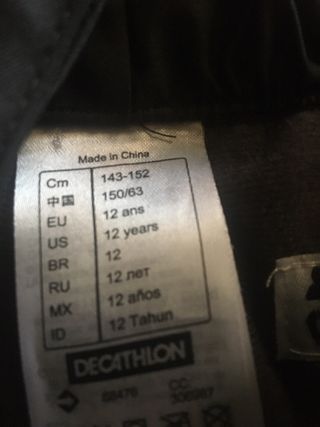 Made in China
Cm 143-152
中国 150/63
EU 12 ans
US 12 years
BR 12
RU 12 лет
MX 12 años
ID 12 Tahun
DECATHLON
CC: